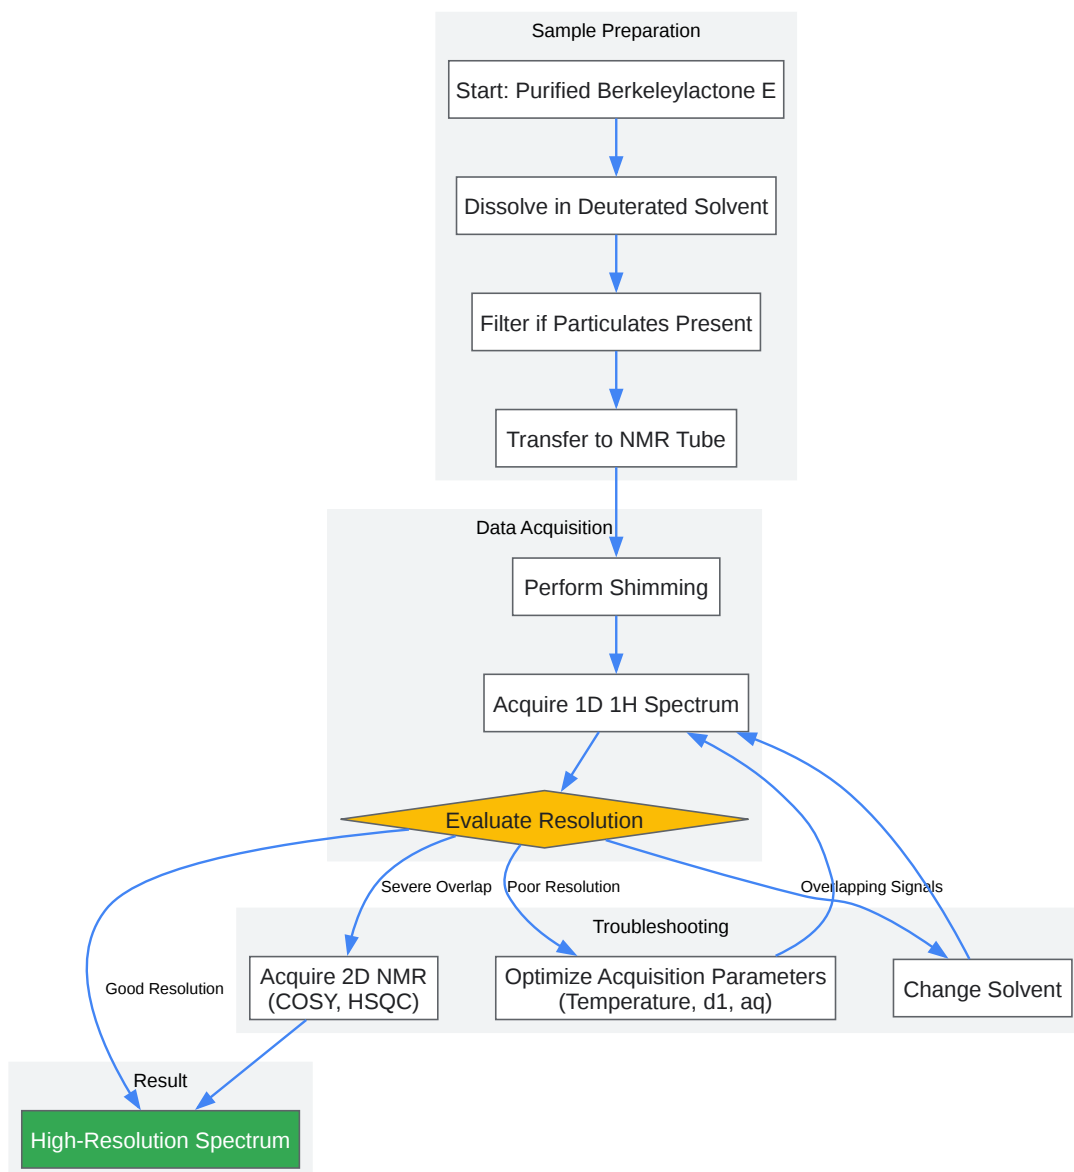 Sample Preparation
Start: Purified Berkeleylactone E
Dissolve in Deuterated Solvent
Filter if Particulates Present
Transfer to NMR Tube
Data Acquisition
Perform Shimming
Acquire 1D 1H Spectrum
Evaluate Resolution
Severe Overlap
Poor Resolution
Overlapping Signals
Troubleshooting
Acquire 2D NMR
(COSY, HSQC)
Optimize Acquisition Parameters
(Temperature, d1, aq)
Change Solvent
Good Resolution
Result
High-Resolution Spectrum